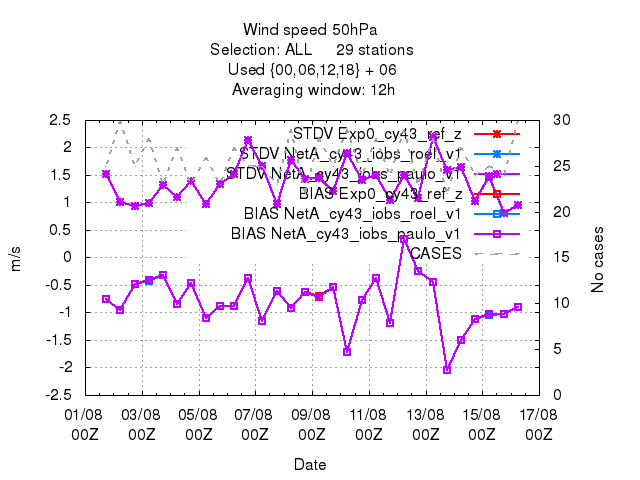 Wind speed 50hPa
Selection: ALL 29 stations
Used {00,06,12,18} + 06
Averaging window: 12h
2.5 30
STDV Exp0_cy43_ref_z
2 25
STDV NetA_cy43_iobs_roel_v1
1.5
STDV NetA_cy43_iobs_paulo_v1
1 20
BIAS Exp0_cy43_ref_z
0.5
BIAS NetA_cy43_iobs_roel_v1
BIAS NetA_cy43_iobs_paulo_v1
0 15
CASES
m/s
No cases
-0.5 10
-1
-1.5 5
-2
-2.5 0
01/08 03/08 05/08 07/08 09/08 11/08 13/08 15/08 17/08
00Z 00Z 00Z 00Z 00Z 00Z 00Z 00Z 00Z
Date